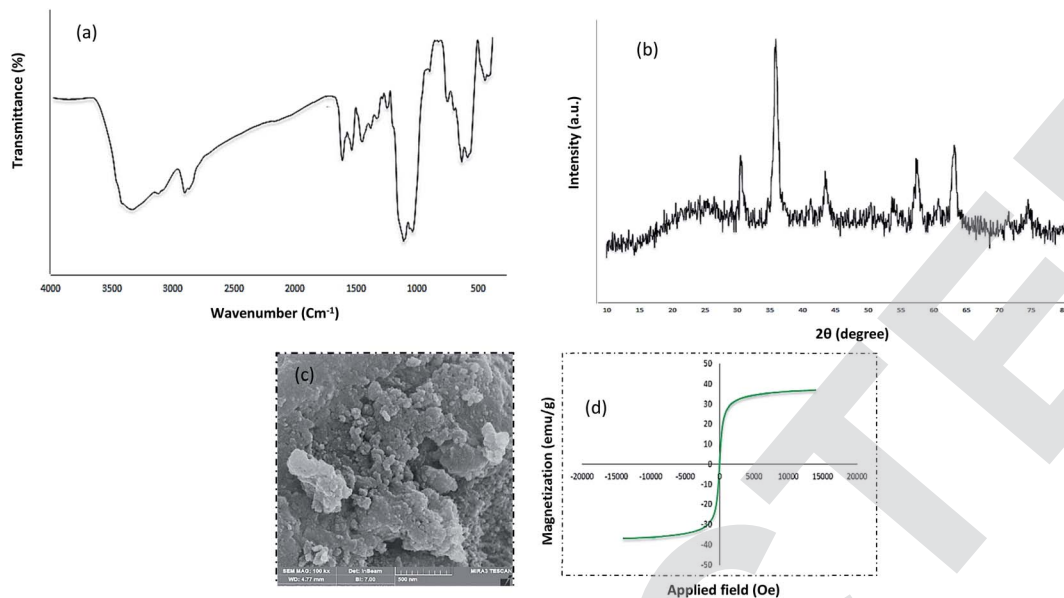 (a)
Transmittance (%)
4000 3500 3000 2500 2000 1500 1000 500
Wavenumber (Cm-1)
(b)
Intensity (a.u.)
10 15 20 25 30 35 40 45 50 55 60 65 70 75 80
2θ (degree)
(c)
SEM MAG: 100 kx Det: InBeam MIRA3 TESCAN
WD: 4.77 mm BI: 7.00 500 nm
(d)
Magnetization (emu/g)
50
40
30
20
10
0
-20000 -15000 -10000 -5000 0 5000 10000 15000 20000
-10
-20
-30
-40
-50
Applied field (Oe)